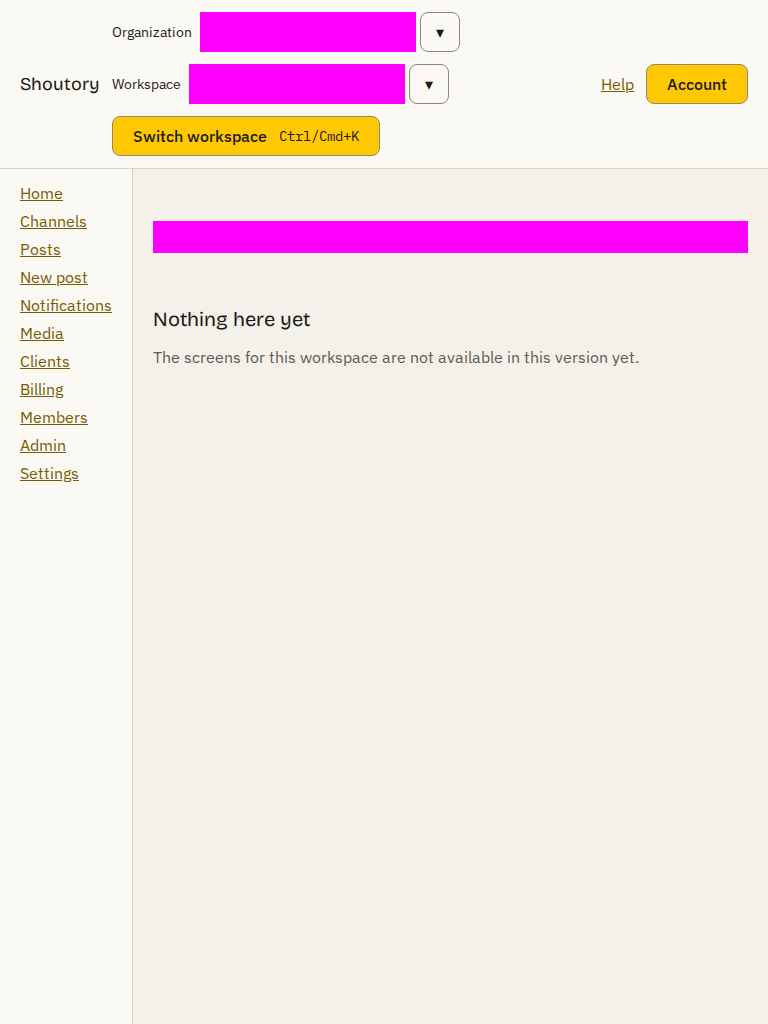 Organization ▼
Shoutory Workspace ▼ Help Account
Switch workspace Ctrl/Cmd+K
Home
Channels
Posts
New post
Notifications
Media
Clients
Billing
Members
Admin
Settings
Nothing here yet
The screens for this workspace are not available in this version yet.